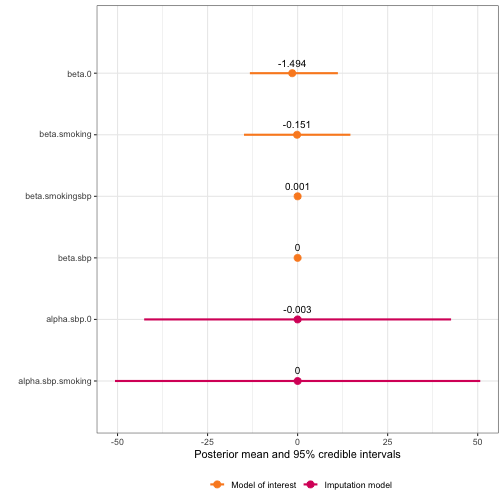 beta.0
-1.494
beta.smoking
-0.151
beta.smokingsbp
0.001
beta.sbp
0
alpha.sbp.0
-0.003
alpha.sbp.smoking
0
-50 -25 0 25 50
Posterior mean and 95% credible intervals
Model of interest Imputation model